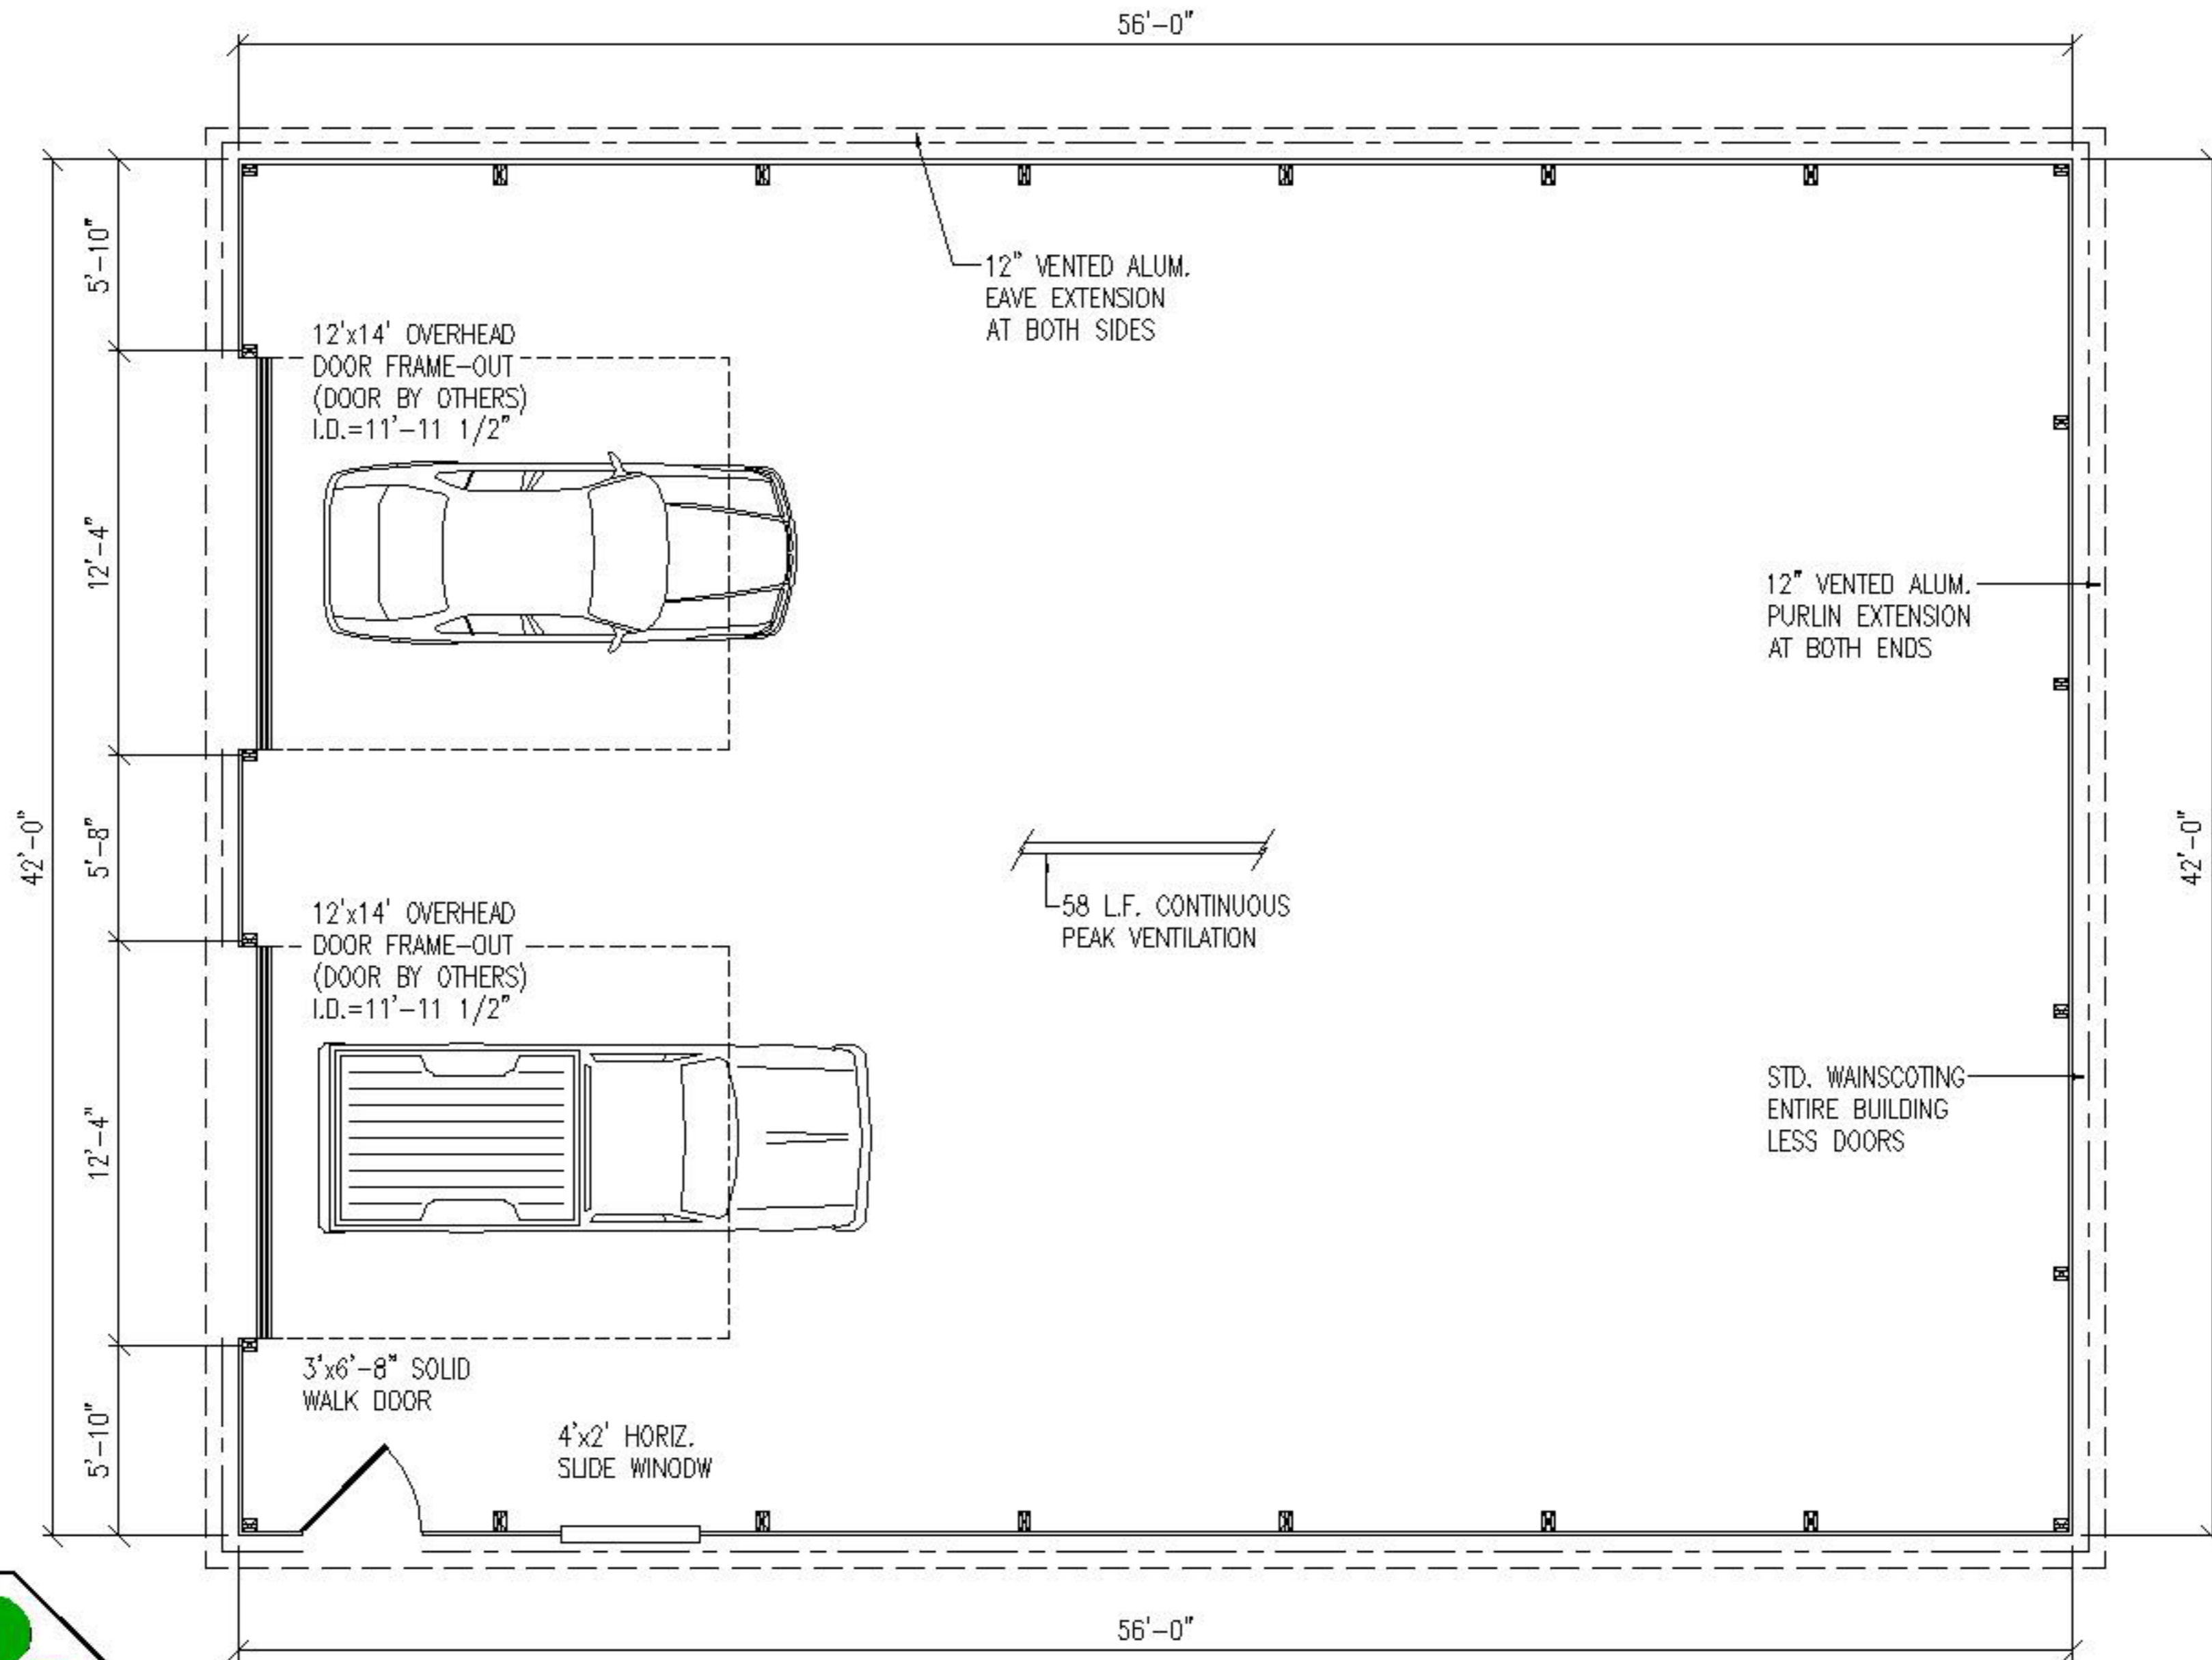 56'-0"
12" VENTED ALUM.
EAVE EXTENSION
AT BOTH SIDES
5'-10"
12'x14' OVERHEAD
DOOR FRAME-OUT
(DOOR BY OTHERS)
I.D.=11'-11 1/2"
12'-4"
12" VENTED ALUM.
PURLIN EXTENSION
AT BOTH ENDS
42'-0"
5'-8"
42'-0"
58 L.F. CONTINUOUS
PEAK VENTILATION
12'x14' OVERHEAD
DOOR FRAME-OUT
(DOOR BY OTHERS)
I.D.=11'-11 1/2"
12'-4"
STD. WAINSCOTING
ENTIRE BUILDING
LESS DOORS
3'x6'-8" SOLID
WALK DOOR
5'-10"
4'x2' HORIZ.
SLIDE WINODW
56'-0"